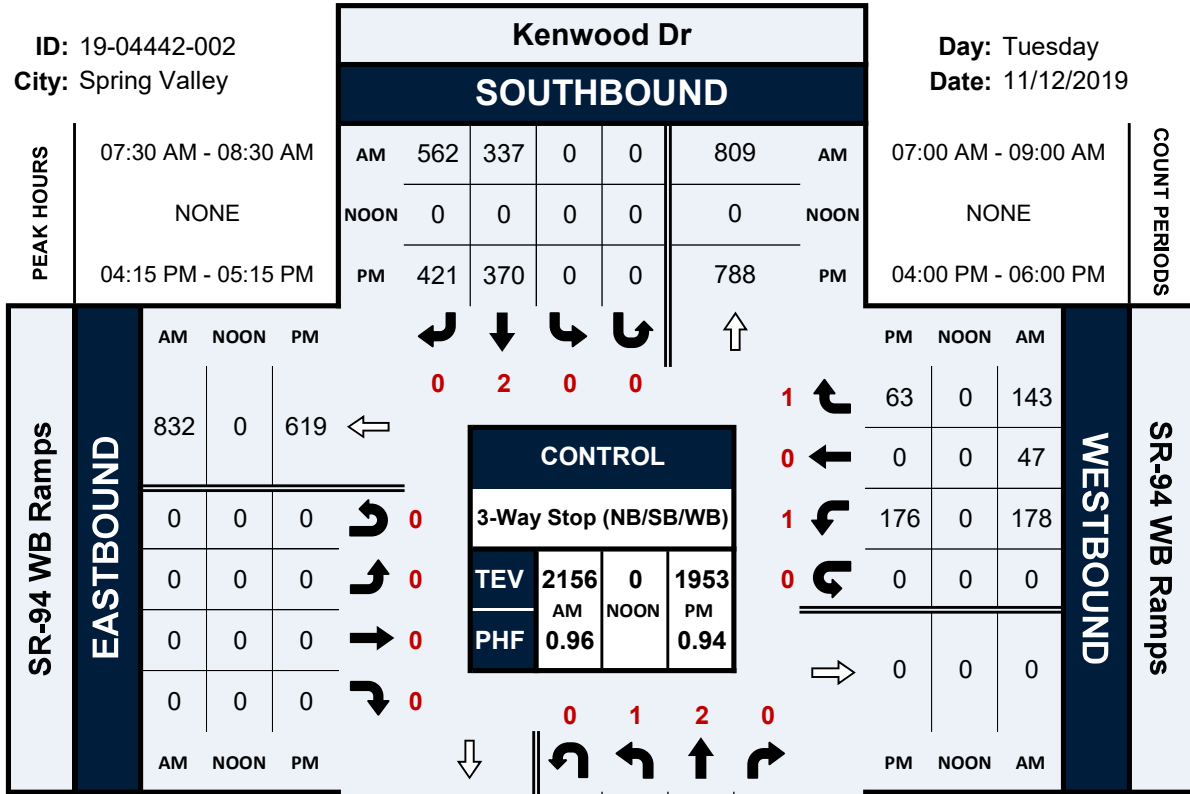 Kenwood Dr
ID: 19-04442-002
Day: Tuesday
City: Spring Valley
Date: 11/12/2019
SOUTHBOUND
PEAK HOURS
07:30 AM - 08:30 AM
NONE
04:15 PM - 05:15 PM
AM 562 337 0 0 809 AM
NOON 0 0 0 0 0 NOON
PM 421 370 0 0 788 PM
07:00 AM - 09:00 AM
NONE
04:00 PM - 06:00 PM
COUNT PERIODS
0 2 0 0
SR-94 WB Ramps
EASTBOUND
AM NOON PM
832 0 619
0 0 0 0
0 0 0 0
0 0 0 0
0 0 0 0
AM NOON PM
CONTROL
3-Way Stop (NB/SB/WB)
TEV 2156 0 1953
AM NOON PM
PHF 0.96 0.94
PM NOON AM
1 63 0 143
0 0 0 47
1 176 0 178
0 0 0 0
0 0 0
PM NOON AM
WESTBOUND
SR-94 WB Ramps
0 1 2 0